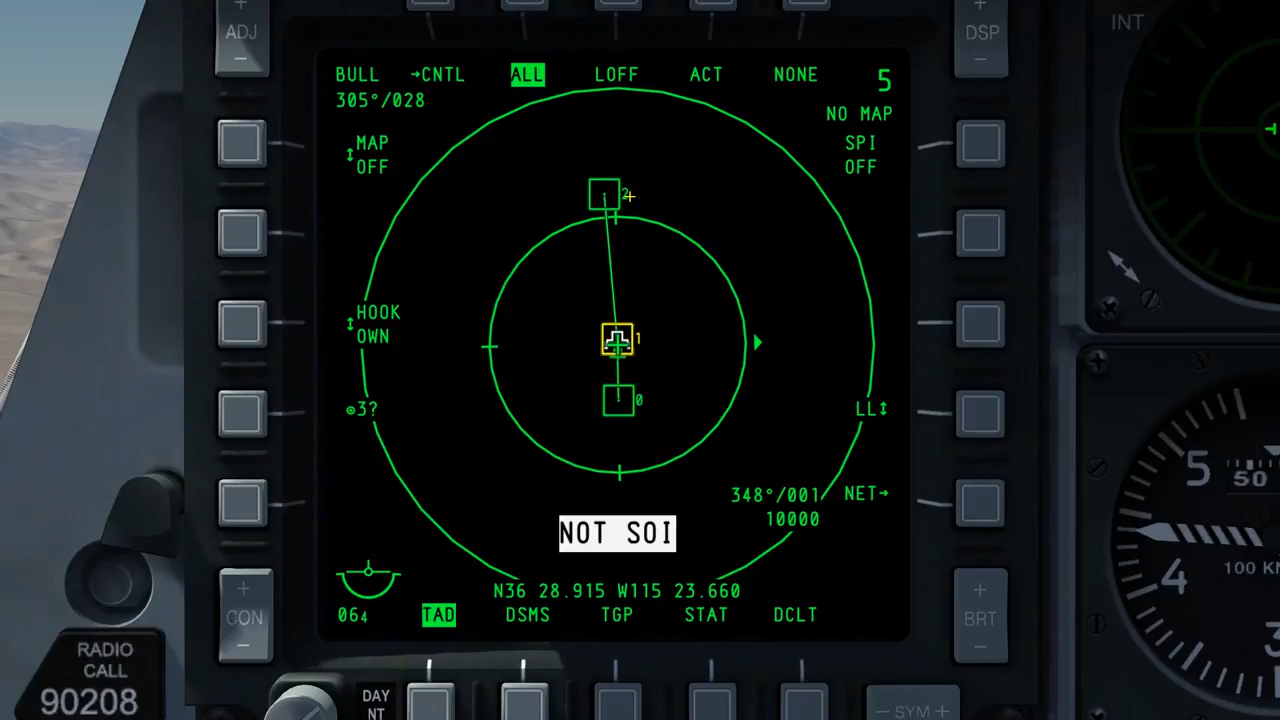 ADJ
DSP
INT
BULL →CNTL ALL LOFF ACT NONE 5
305°/028
NO MAP
↕MAP
OFF
SPI
OFF
2
1
↕HOOK
OWN
0
⊙3?
LL↕
348°/001
NET→
10000
NOT SOI
N36 28.915 W115 23.660
064 TAD DSMS TGP STAT DCLT
+
CON
−
+
BRT
−
5
50
4
100 KN
3
RADIO
CALL
90208
DAY
NT
− SYM +